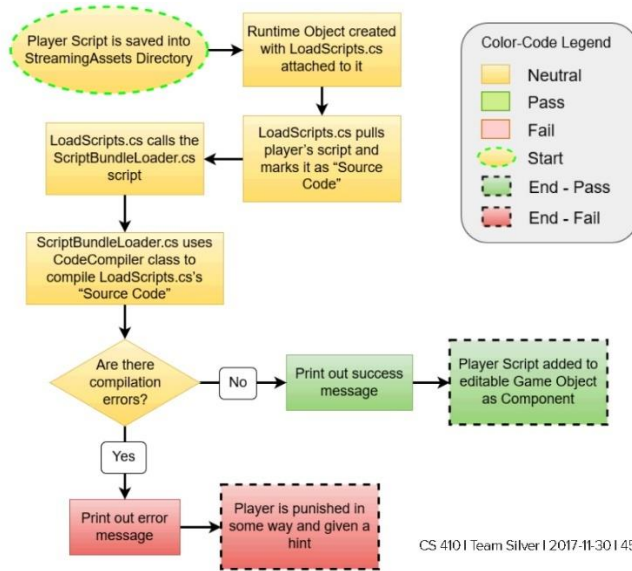 Player Script is saved into
StreamingAssets Directory
Runtime Object created
with LoadScripts.cs
attached to it
LoadScripts.cs pulls
player's script and
marks it as “Source
Code”
LoadScripts.cs calls the
ScriptBundleLoader.cs
script
ScriptBundleLoader.cs uses
CodeCompiler class to
compile LoadScripts.cs's
“Source Code”
Are there
compilation
errors?
No
Print out success
message
Player Script added to
editable Game Object
as Component
Yes
Print out error
message
Player is punished in
some way and given a
hint
Color-Code Legend
Neutral
Pass
Fail
Start
End - Pass
End - Fail
CS 410 | Team Silver | 2017-11-30 | 45